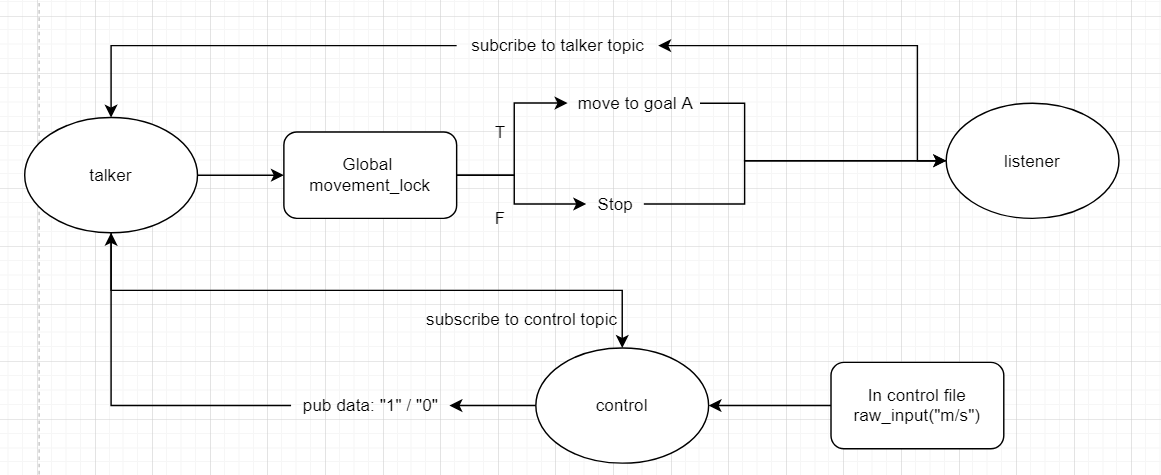 subcribe to talker topic
move to goal A
T
Global
movement_lock
talker
listener
Stop
F
subscribe to control topic
In control file
raw_input("m/s")
pub data: "1" / "0"
control